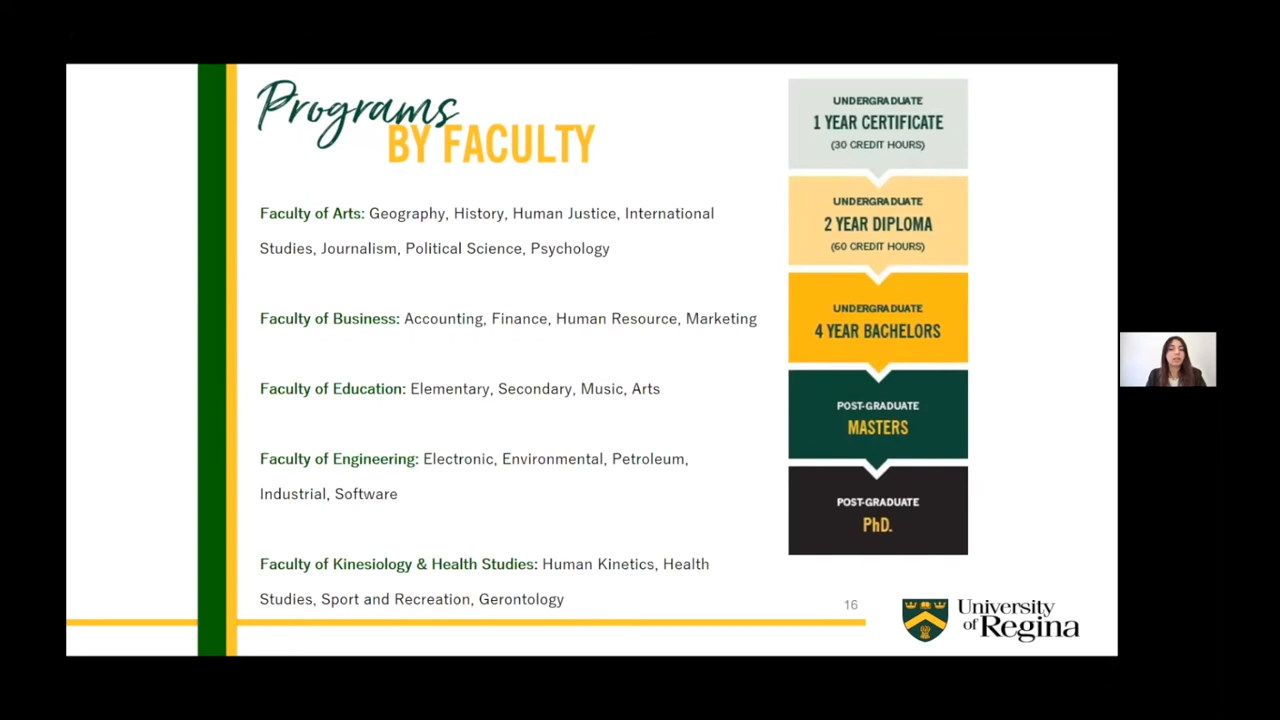 Programs
BY FACULTY
Faculty of Arts: Geography, History, Human Justice, International
Studies, Journalism, Political Science, Psychology
Faculty of Business: Accounting, Finance, Human Resource, Marketing
Faculty of Education: Elementary, Secondary, Music, Arts
Faculty of Engineering: Electronic, Environmental, Petroleum,
Industrial, Software
Faculty of Kinesiology & Health Studies: Human Kinetics, Health
Studies, Sport and Recreation, Gerontology
UNDERGRADUATE
1 YEAR CERTIFICATE
(30 CREDIT HOURS)
UNDERGRADUATE
2 YEAR DIPLOMA
(60 CREDIT HOURS)
UNDERGRADUATE
4 YEAR BACHELORS
POST-GRADUATE
MASTERS
POST-GRADUATE
PhD.
16
University
of Regina